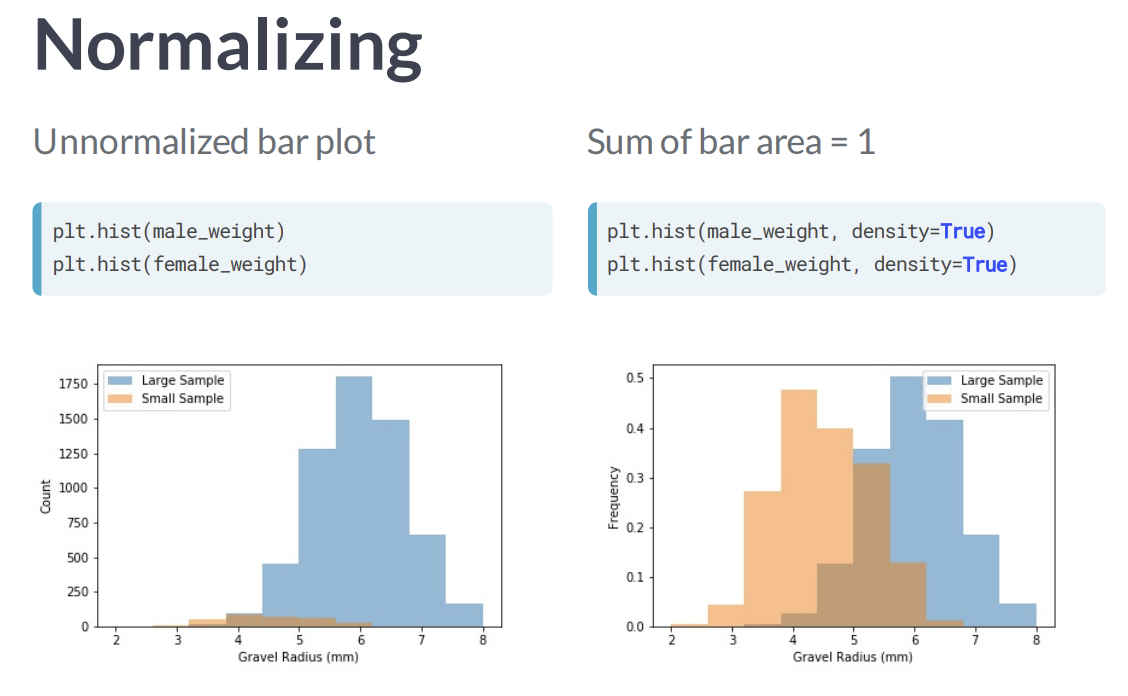 Normalizing
Unnormalized bar plot
plt.hist(male_weight)
plt.hist(female_weight)
Large Sample
Small Sample
1750
1500
1250
1000
750
500
250
0
Count
2 3 4 5 6 7 8
Gravel Radius (mm)
Sum of bar area = 1
plt.hist(male_weight, density=True)
plt.hist(female_weight, density=True)
Large Sample
Small Sample
0.5
0.4
0.3
0.2
0.1
0.0
Frequency
2 3 4 5 6 7 8
Gravel Radius (mm)